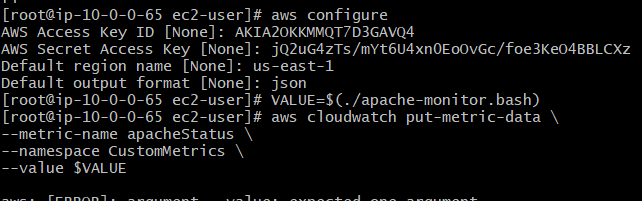 [root@ip-10-0-0-65 ec2-user]# aws configure
AWS Access Key ID [None]: AKIA2OKKMMQT7D3GAVQ4
AWS Secret Access Key [None]: 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
Default region name [None]: us-east-1
Default output format [None]: json
[root@ip-10-0-0-65 ec2-user]# VALUE=$(./apache-monitor.bash)
[root@ip-10-0-0-65 ec2-user]# aws cloudwatch put-metric-data \
--metric-name apacheStatus \
--namespace CustomMetrics \
--value $VALUE
aws: [ERROR]: argument --value: expected one argument